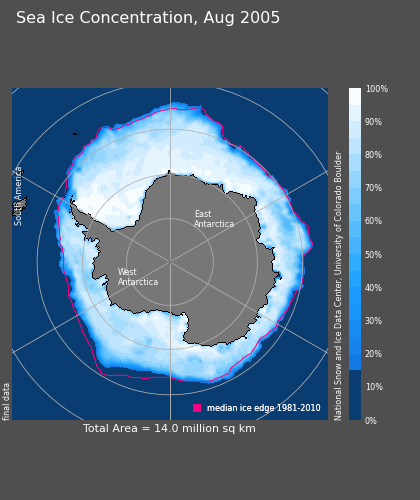 Sea Ice Concentration, Aug 2005
South America
East
Antarctica
West
Antarctica
median ice edge 1981-2010
final data
Total Area = 14.0 million sq km
100%
90%
80%
70%
60%
50%
40%
30%
20%
10%
0%
National Snow and Ice Data Center, University of Colorado Boulder